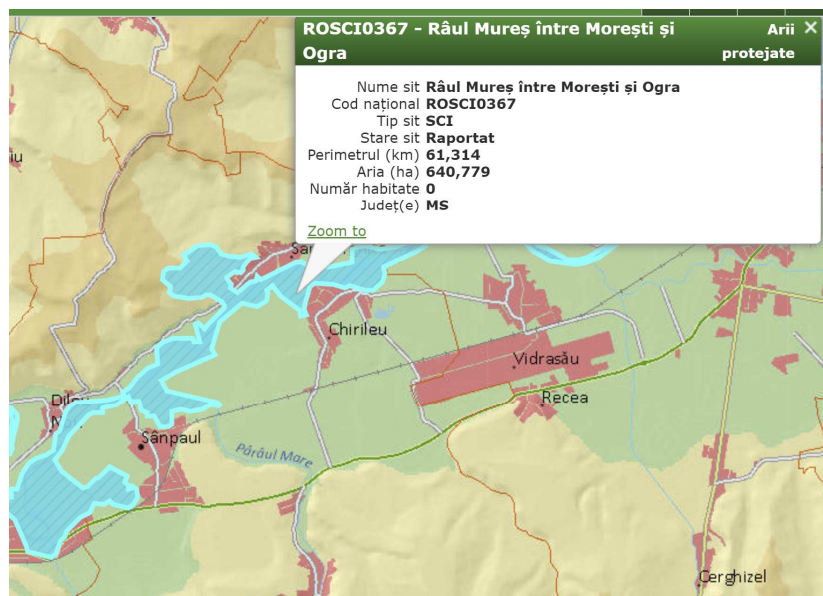 ROSCI0367 - Râul Mureș între Morești și
Ogra
Arii
protejate
Nume sit Râul Mureș între Morești și Ogra
Cod național ROSCI0367
Tip sit SCI
Stare sit Raportat
Perimetrul (km) 61,314
Aria (ha) 640,779
Număr habitate 0
Județ(e) MS
Zoom to
iu
Chirileu
Vidrasău
Recea
Sânpaul
Pârâul Mare
Cerghizel